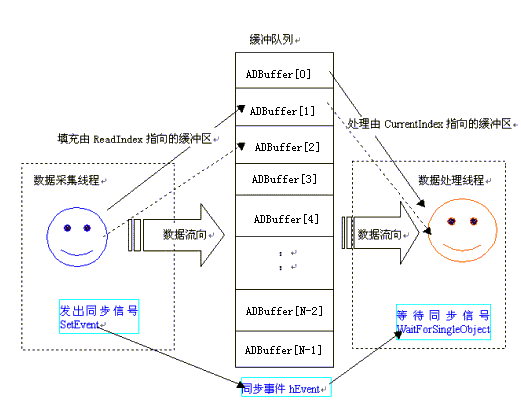 缓冲队列
ADBuffer[0]
ADBuffer[1]
处理由 CurrentIndex 指向的缓冲区
填充由 ReadIndex 指向的缓冲区
ADBuffer[2]
数据采集线程
ADBuffer[3]
数据处理线程
ADBuffer[4]
数据流向
数据流向
:
:
发出同步信号
SetEvent
ADBuffer[N-2]
等待同步信号
WaitForSingleObject
ADBuffer[N-1]
同步事件 hEvent